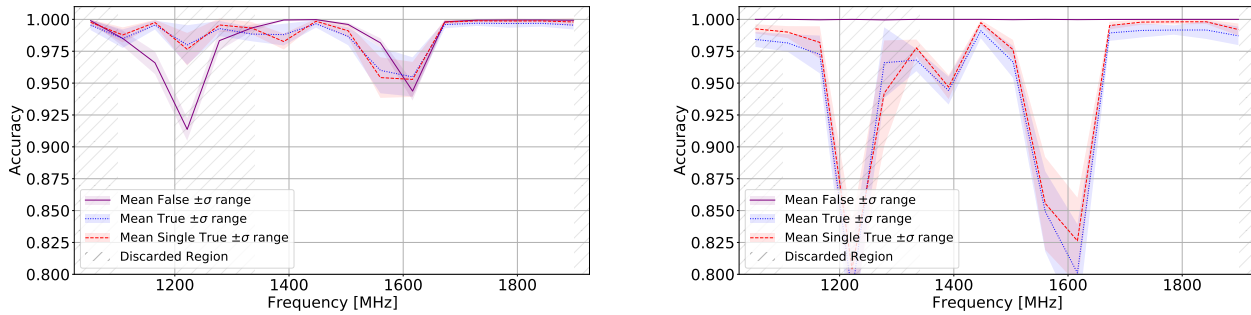 1.000
0.975
0.950
0.925
0.900
0.875
0.850
0.825
0.800
Accuracy
Mean False ±σ range
Mean True ±σ range
Mean Single True ±σ range
Discarded Region
1200 1400 1600 1800
Frequency [MHz]
1.000
0.975
0.950
0.925
0.900
0.875
0.850
0.825
0.800
Accuracy
Mean False ±σ range
Mean True ±σ range
Mean Single True ±σ range
Discarded Region
1200 1400 1600 1800
Frequency [MHz]